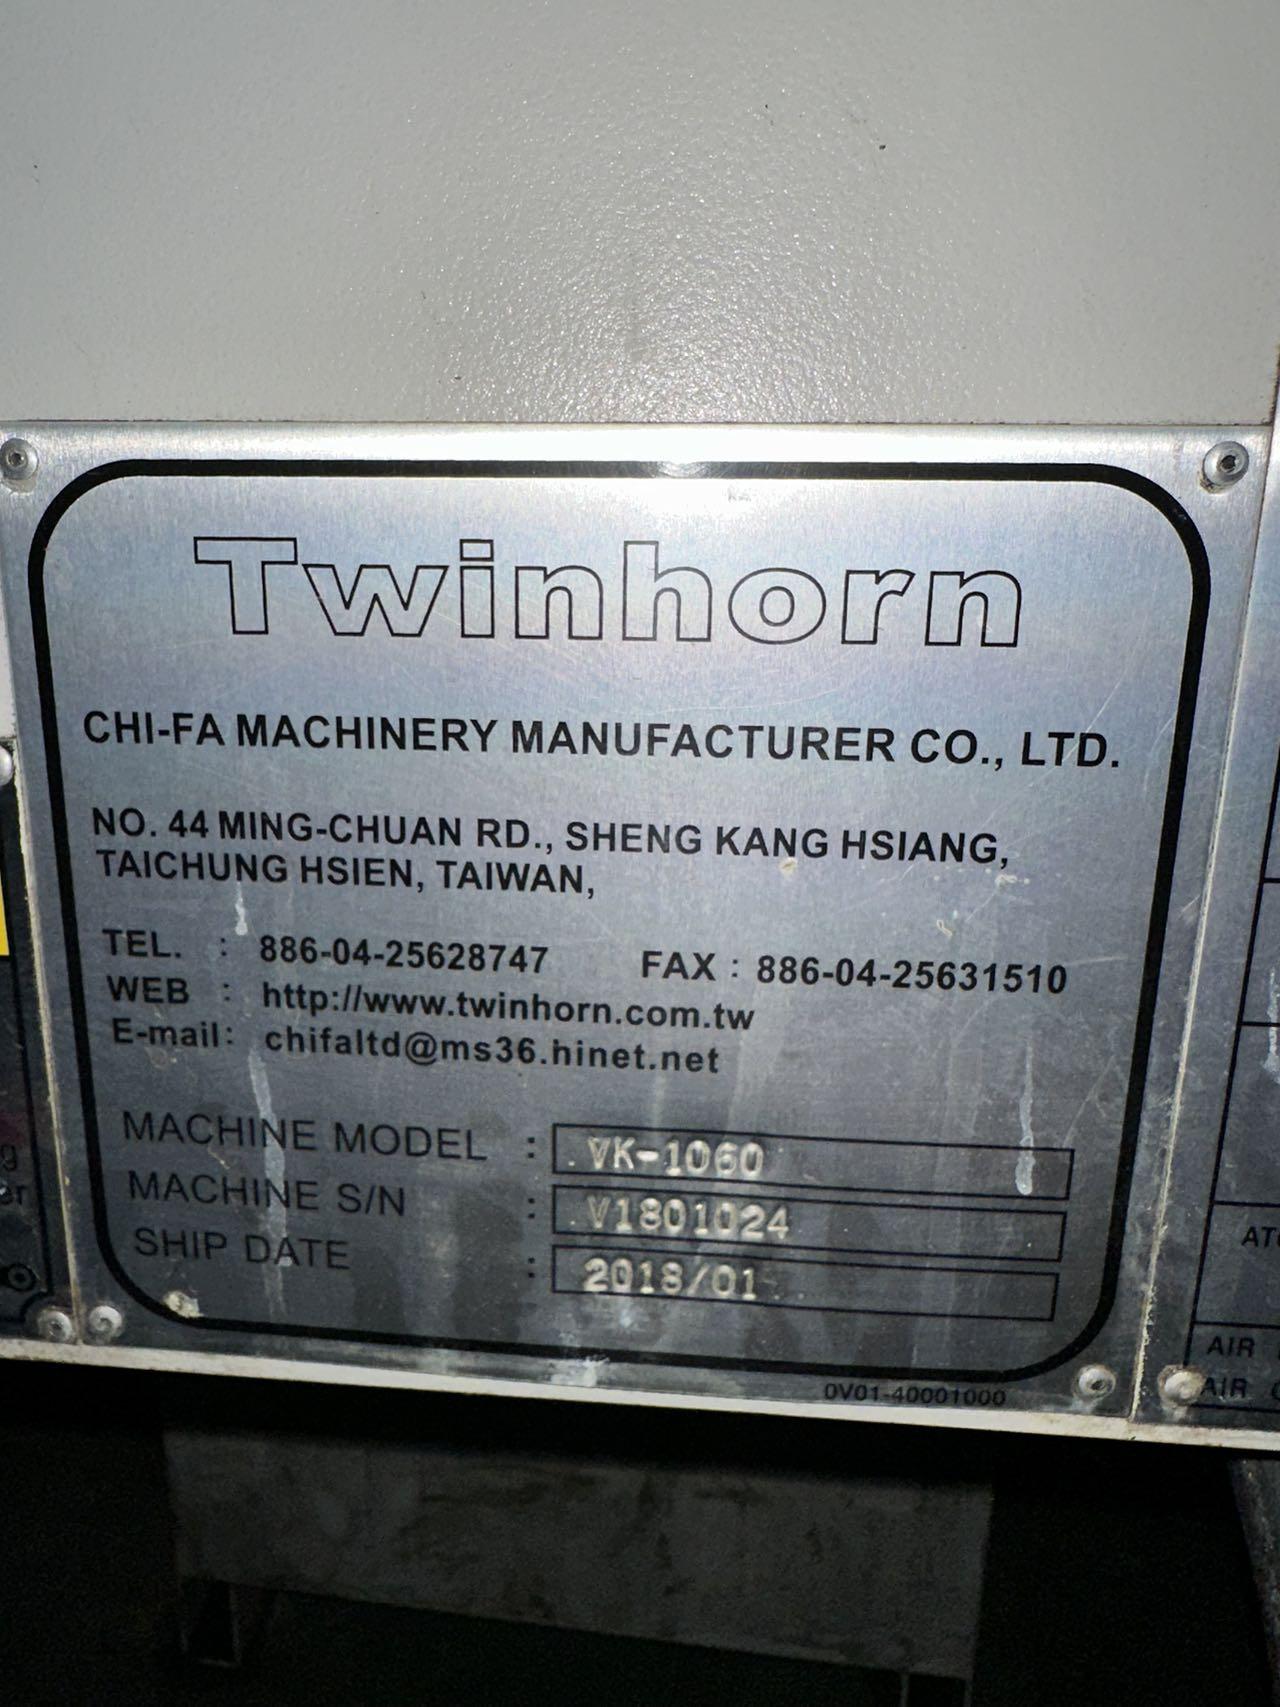 Twinhorn
CHI-FA MACHINERY MANUFACTURER CO., LTD.
NO. 44 MING-CHUAN RD., SHENG KANG HSIANG,
TAICHUNG HSIEN, TAIWAN,
TEL. : 886-04-25628747 FAX : 886-04-25631510
WEB : http://www.twinhorn.com.tw
E-mail: chifaltd@ms36.hinet.net
MACHINE MODEL : VK-1060
MACHINE S/N : V1801024
SHIP DATE : 2018/01
0V01-40001000
AIR
AIR